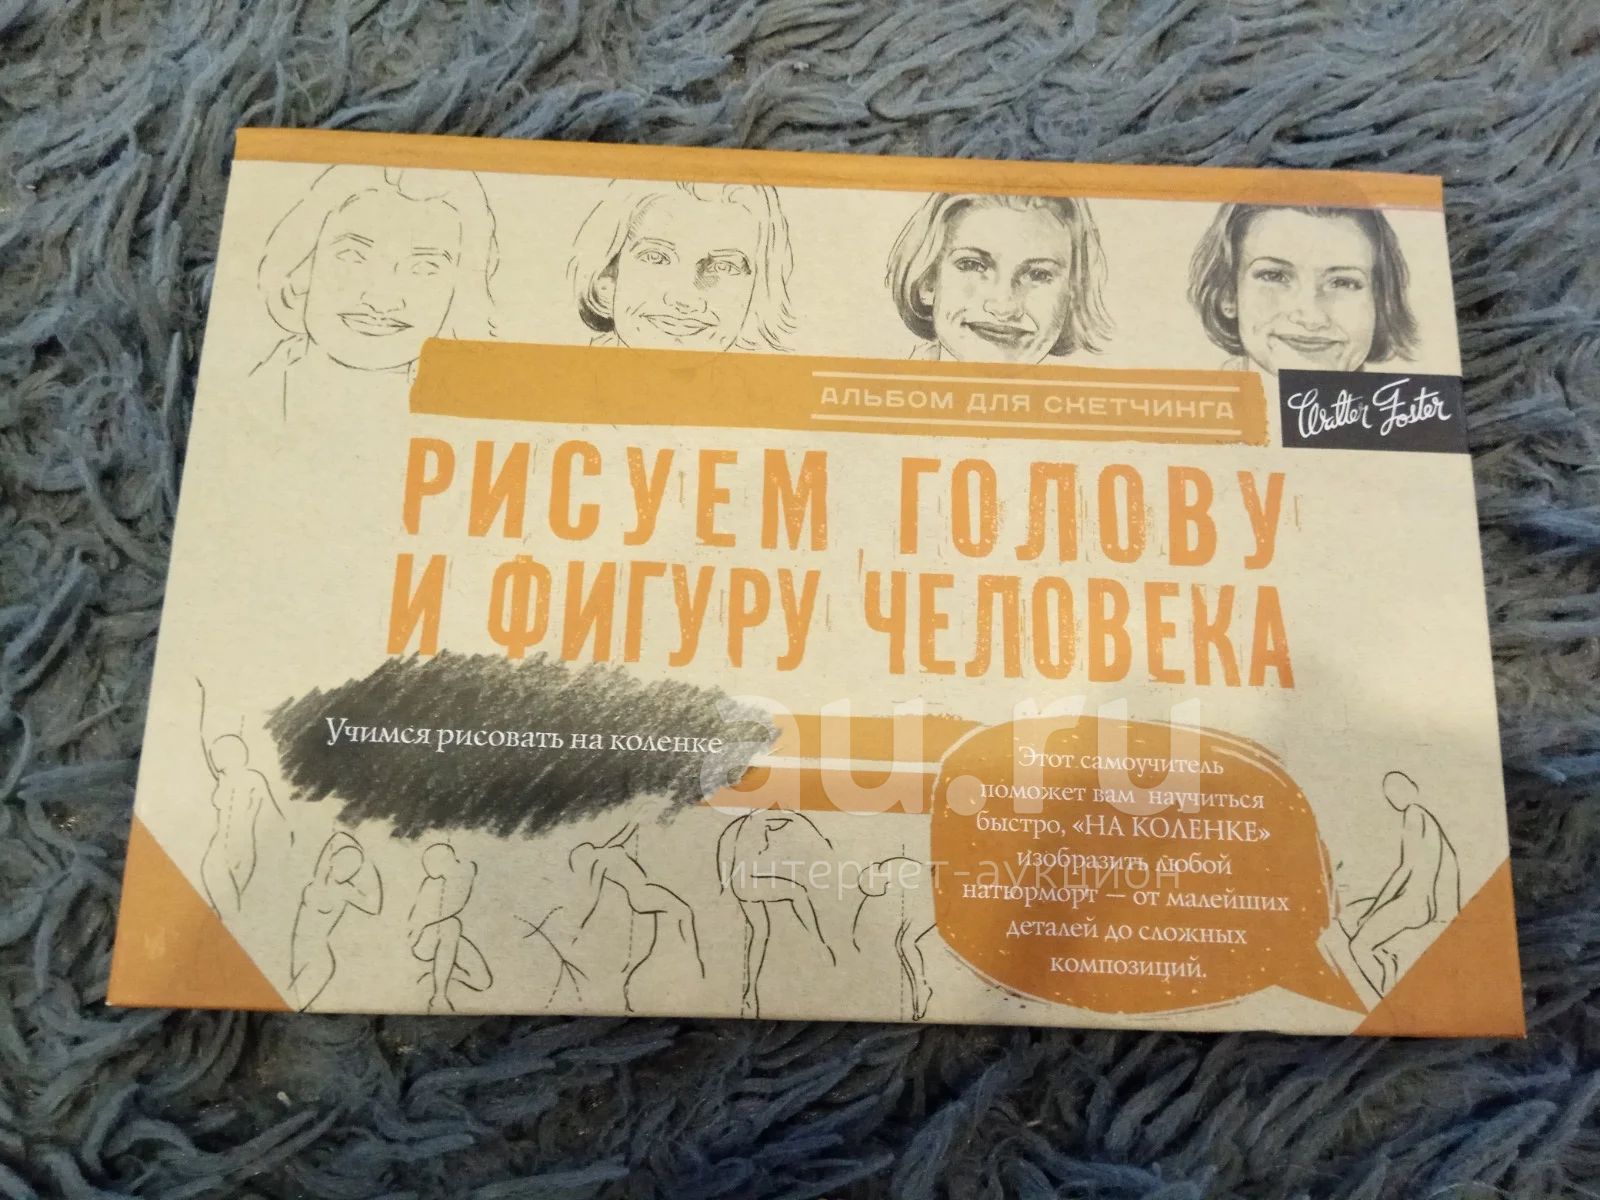 АЛЬБОМ ДЛЯ СКЕТЧИНГА
Walter Foster
РИСУЕМ ГОЛОВУ
И ФИГУРУ ЧЕЛОВЕКА
Учимся рисовать на коленке
Этот самоучитель
поможет вам научиться
быстро, «НА КОЛЕНКЕ»
изобразить любой
натюрморт — от малейших
деталей до сложных
композиций.
au.ru
интернет-аукцион